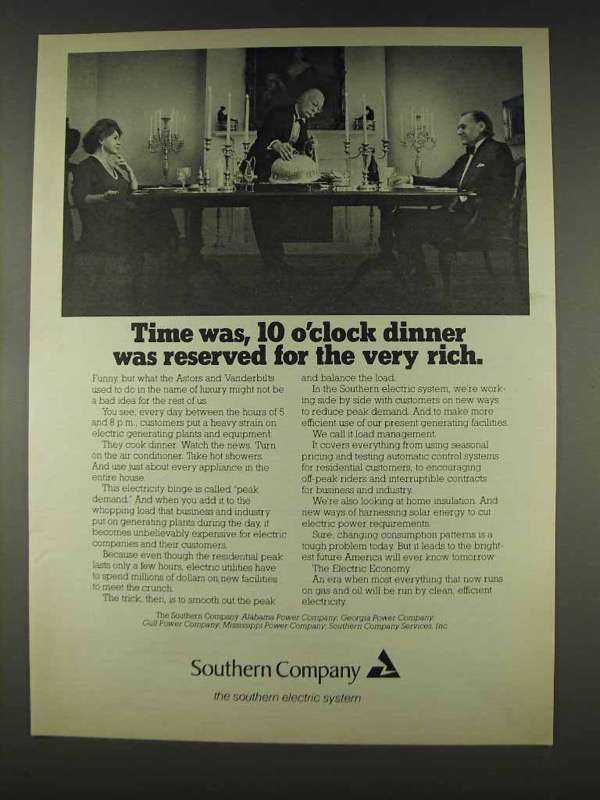 Time was, 10 o'clock dinner
was reserved for the very rich.
Funny, but what the Astors and Vanderbilts
used to do in the name of luxury might not be
a bad idea for the rest of us.
You see, every day between the hours of 5
and 8 p.m., customers put a heavy strain on
electric generating plants and equipment.
They cook dinner. Watch the news. Turn
on the air conditioner. Take hot showers.
And use just about every appliance in the
entire house.
This electricity binge is called "peak
demand." And when you add it to the
whopping load that business and industry
put on generating plants during the day, it
becomes unbelievably expensive for electric
companies and their customers.
Because even though the residential peak
lasts only a few hours, electric utilities have
to spend millions of dollars on new facilities
to meet the crunch.
The trick, then, is to smooth out the peak
and balance the load.
In the Southern electric system, we're work-
ing side by side with customers on new ways
to reduce peak demand. And to make more
efficient use of our present generating facilities.
We call it load management.
It covers everything from using seasonal
pricing and testing automatic control systems
for residential customers, to encouraging
off-peak riders and interruptible contracts
for business and industry.
We're also looking at home insulation. And
new ways of harnessing solar energy to cut
electric power requirements.
Sure, changing consumption patterns is a
tough problem today. But it leads to the bright-
est future America will ever know tomorrow.
The Electric Economy.
An era when most everything that now runs
on gas and oil will be run by clean, efficient
electricity.
The Southern Company: Alabama Power Company, Georgia Power Company,
Gulf Power Company, Mississippi Power Company, Southern Company Services, Inc.
Southern Company
the southern electric system